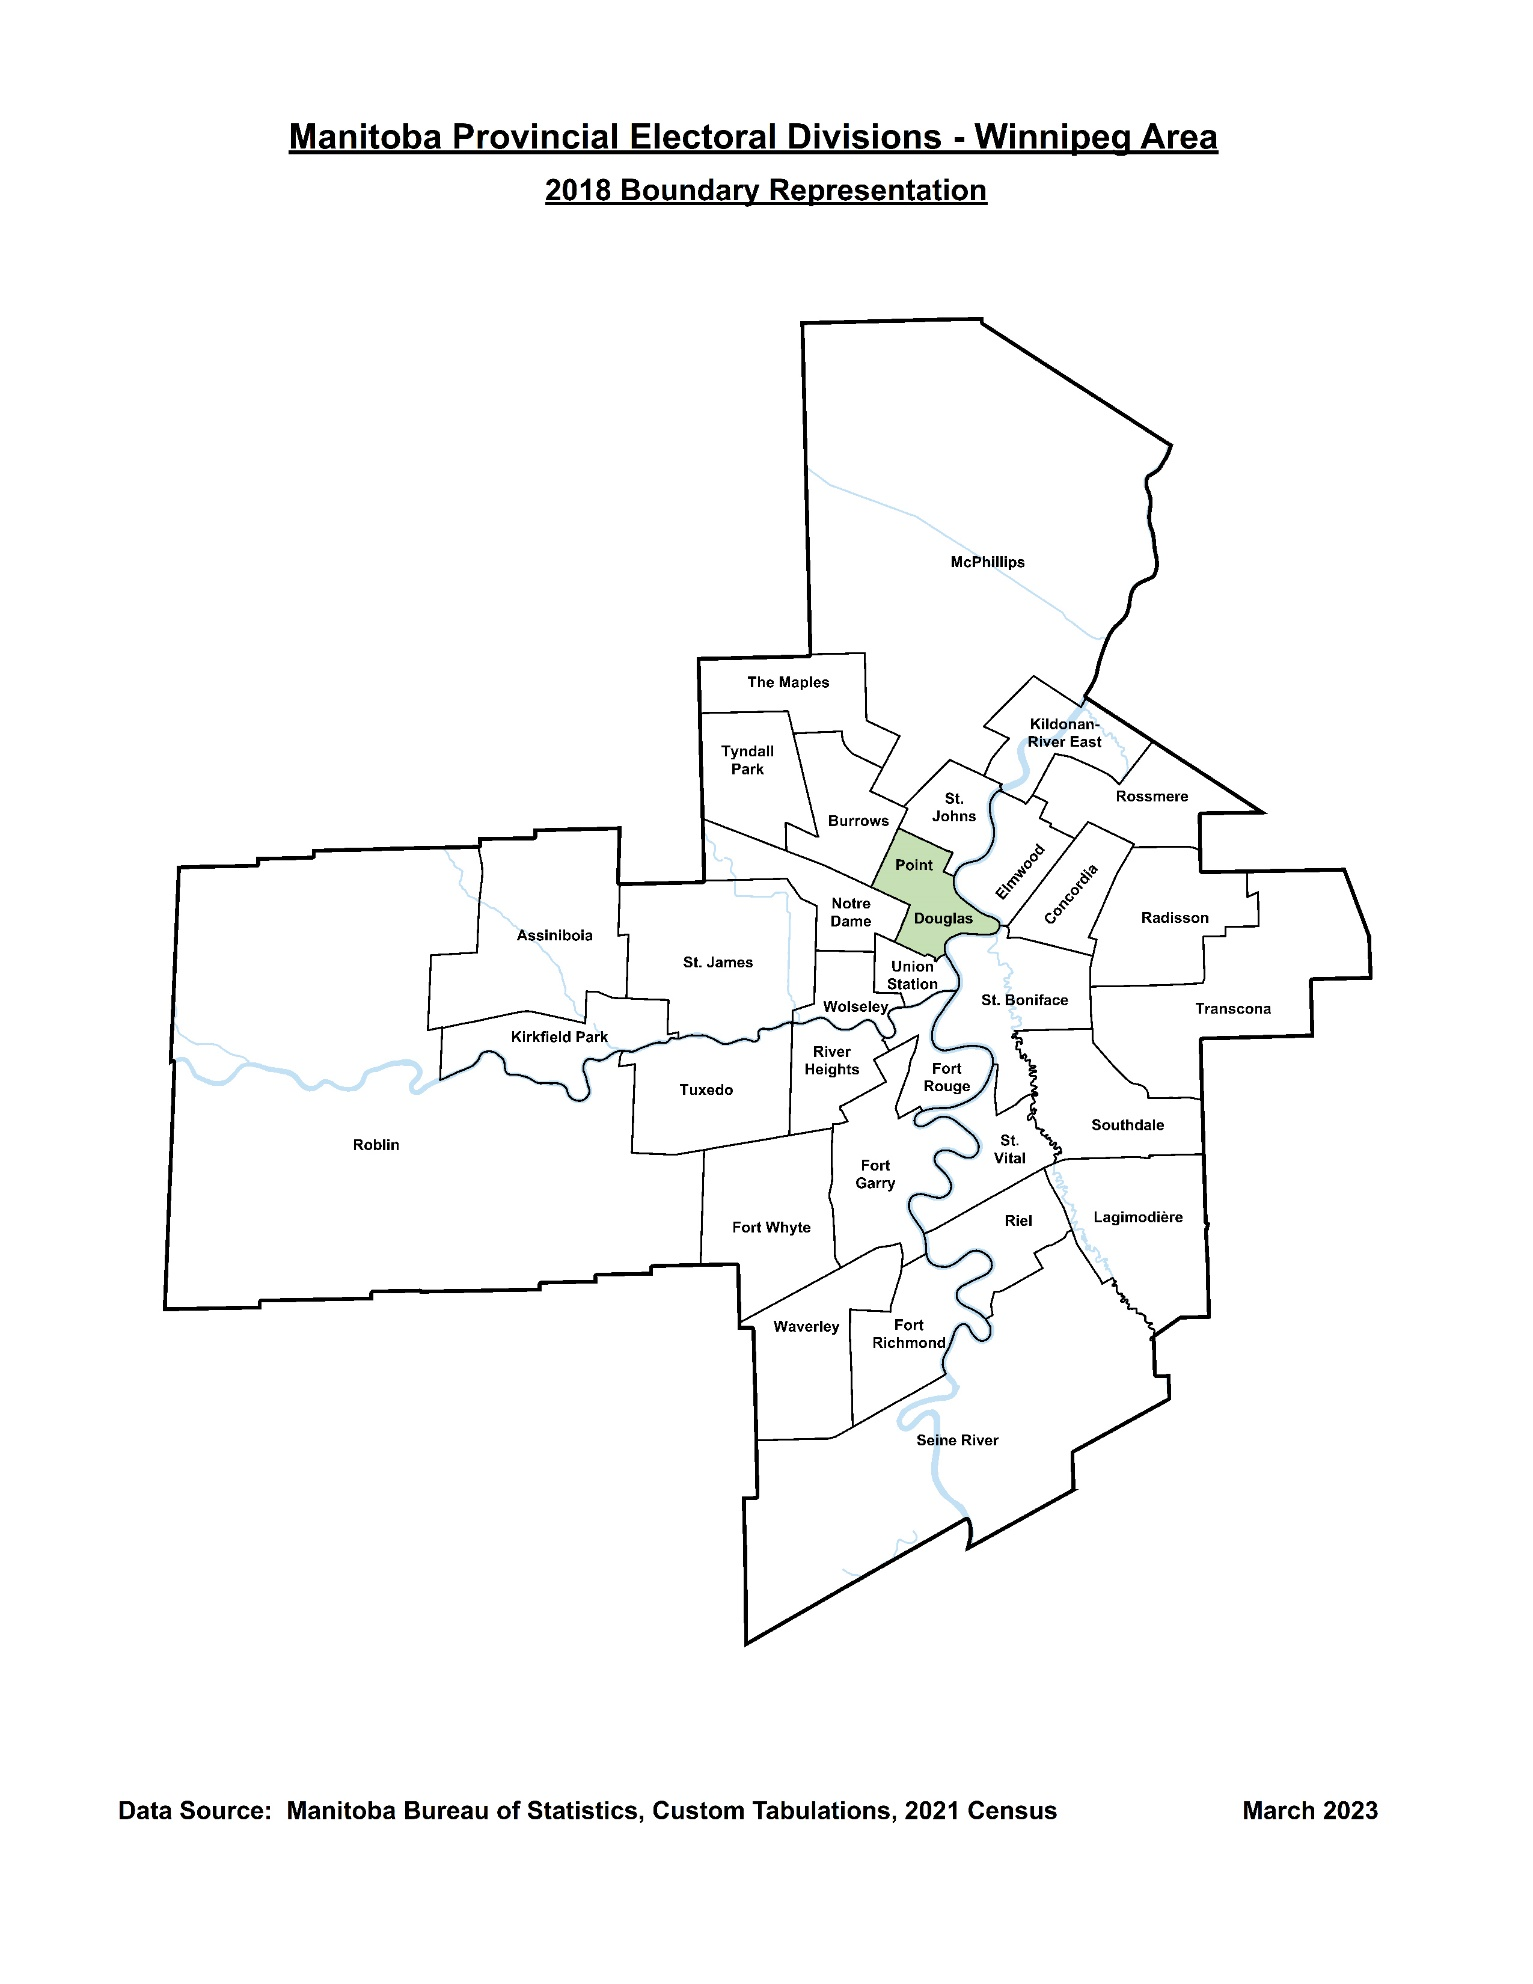 Manitoba Provincial Electoral Divisions - Winnipeg Area
2018 Boundary Representation
McPhillips
The Maples
Kildonan-
River East
Tyndall
Park
Rossmere
St.
Johns
Burrows
Point
Douglas
Elmwood
Concordia
Notre
Dame
Radisson
Assiniboia
St. James
Union
Station
St. Boniface
Wolseley
Transcona
Kirkfield Park
River
Heights
Fort
Rouge
Tuxedo
Southdale
Roblin
St.
Vital
Fort
Garry
Fort Whyte
Riel
Lagimodière
Waverley
Fort
Richmond
Seine River
Data Source:  Manitoba Bureau of Statistics, Custom Tabulations, 2021 Census
March 2023